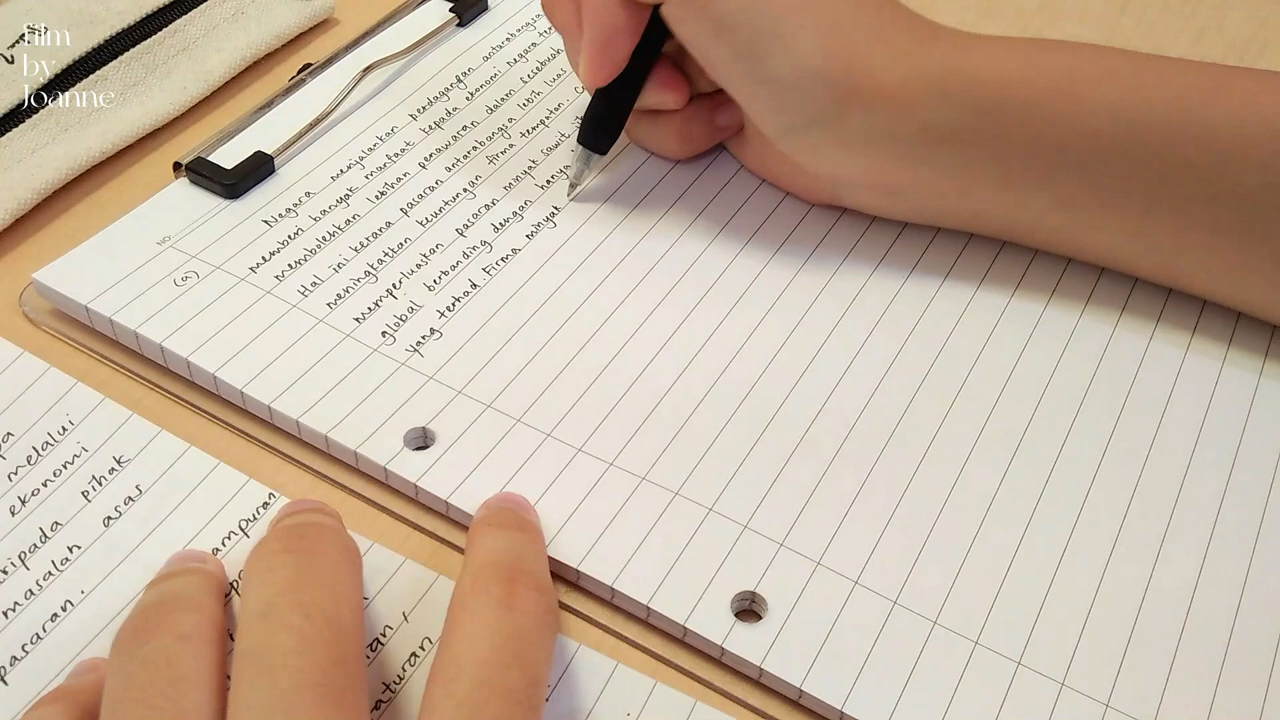 film
by
Joanne
NO:
(a) Negara menjalankan perdagangan antarabangsa
memberi banyak manfaat kepada ekonomi negara
membolehkan lebihan penawaran dalam sesebuah
Hal ini kerana pasaran antarabangsa lebih luas
meningkatkan keuntungan firma tempatan.
memperluaskan pasaran minyak sawit
global berbanding dengan hanya
yang terhad. Firma minyak
melalui
ekonomi
pihak
masalah asas
pasaran.